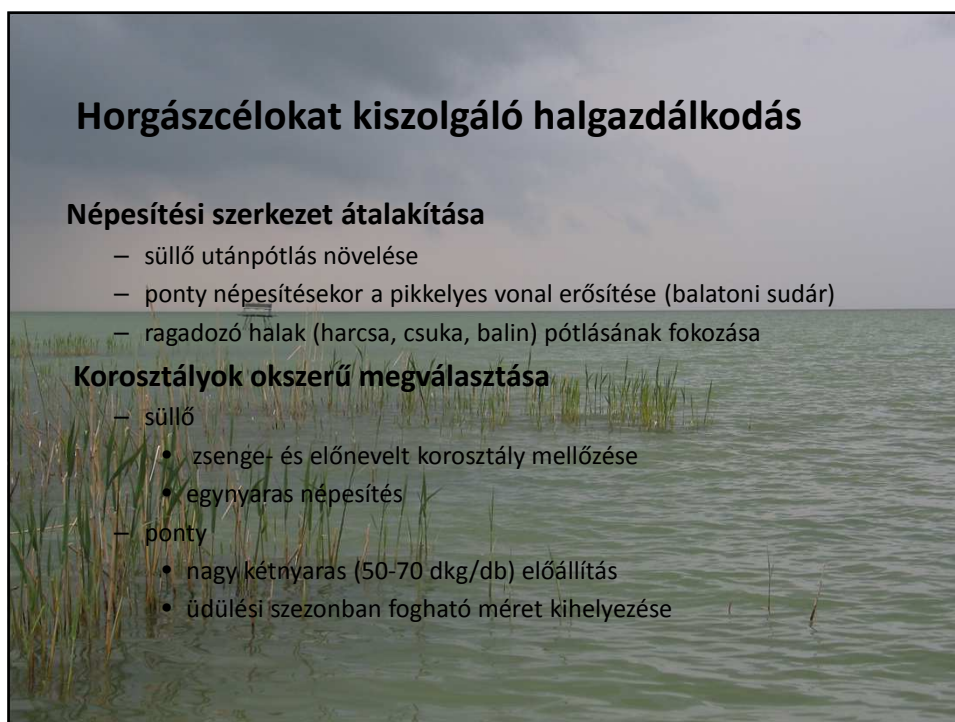 Horgászcélokat kiszolgáló halgazdálkodás
Népesítési szerkezet átalakítása
– süllő utánpótlás növelése
– ponty népesítésekor a pikkelyes vonal erősítése (balatoni sudár)
– ragadozó halak (harcsa, csuka, balin) pótlásának fokozása
Korosztályok okszerű megválasztása
– süllő
• zsenge- és előnevelt korosztály mellőzése
• egynyaras népesítés
– ponty
• nagy kétnyaras (50-70 dkg/db) előállítás
• üdülési szezonban fogható méret kihelyezése